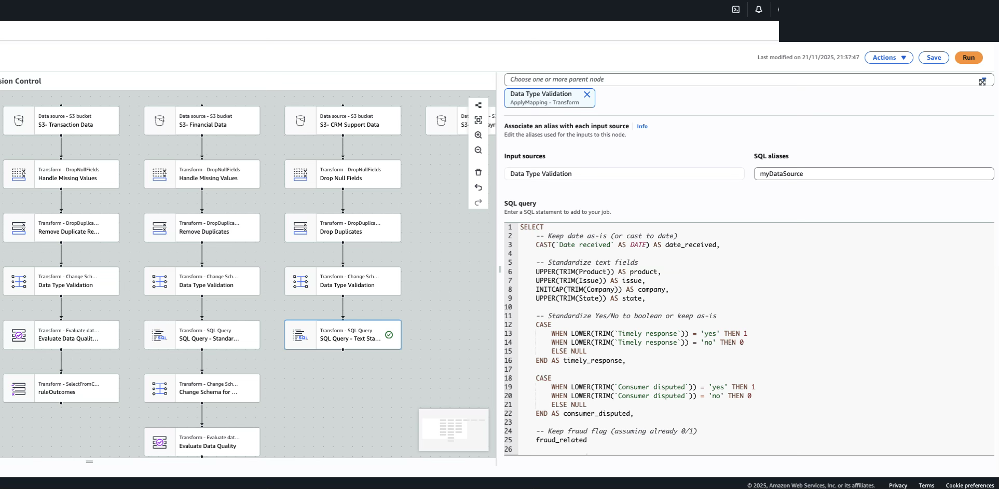 Last modified on 21/11/2025, 21:37:47
Actions
Save
Run
sion Control
Data source - S3 bucket
S3- Transaction Data
Data source - S3 bucket
S3- Financial Data
Data source - S3 bucket
S3- CRM Support Data
Transform - DropNullFields
Handle Missing Values
Transform - DropNullFields
Handle Missing Values
Transform - DropNullFields
Drop Null Fields
Transform - DropDuplica...
Remove Duplicate Re...
Transform - DropDuplica...
Remove Duplicates
Transform - DropDuplica...
Drop Duplicates
Transform - Change Sch...
Data Type Validation
Transform - Change Sch...
Data Type Validation
Transform - Change Sch...
Data Type Validation
Transform - Evaluate dat...
Evaluate Data Qualit...
Transform - SQL Query
SQL Query - Standar...
Transform - SQL Query
SQL Query - Text Sta...
Transform - SelectFromC...
ruleOutcomes
Transform - Change Sch...
Change Schema for ...
Transform - Evaluate dat...
Evaluate Data Quality
Choose one or more parent node
Data Type Validation
ApplyMapping - Transform
Associate an alias with each input source
Info
Edit the aliases used for the inputs to this node.
Input sources
SQL aliases
Data Type Validation
myDataSource
SQL query
Enter a SQL statement to add to your job.
1 SELECT
2 -- Keep date as-is (or cast to date)
3 CAST(`Date received` AS DATE) AS date_received,
4
5 -- Standardize text fields
6 UPPER(TRIM(Product)) AS product,
7 UPPER(TRIM(Issue)) AS issue,
8 INITCAP(TRIM(Company)) AS company,
9 UPPER(TRIM(State)) AS state,
10
11 -- Standardize Yes/No to boolean or keep as-is
12 CASE
13 WHEN LOWER(TRIM(`Timely response`)) = 'yes' THEN 1
14 WHEN LOWER(TRIM(`Timely response`)) = 'no' THEN 0
15 ELSE NULL
16 END AS timely_response,
17
18 CASE
19 WHEN LOWER(TRIM(`Consumer disputed`)) = 'yes' THEN 1
20 WHEN LOWER(TRIM(`Consumer disputed`)) = 'no' THEN 0
21 ELSE NULL
22 END AS consumer_disputed,
23
24 -- Keep fraud flag (assuming already 0/1)
25 fraud_related
26
© 2025, Amazon Web Services, Inc. or its affiliates.
Privacy
Terms
Cookie preferences